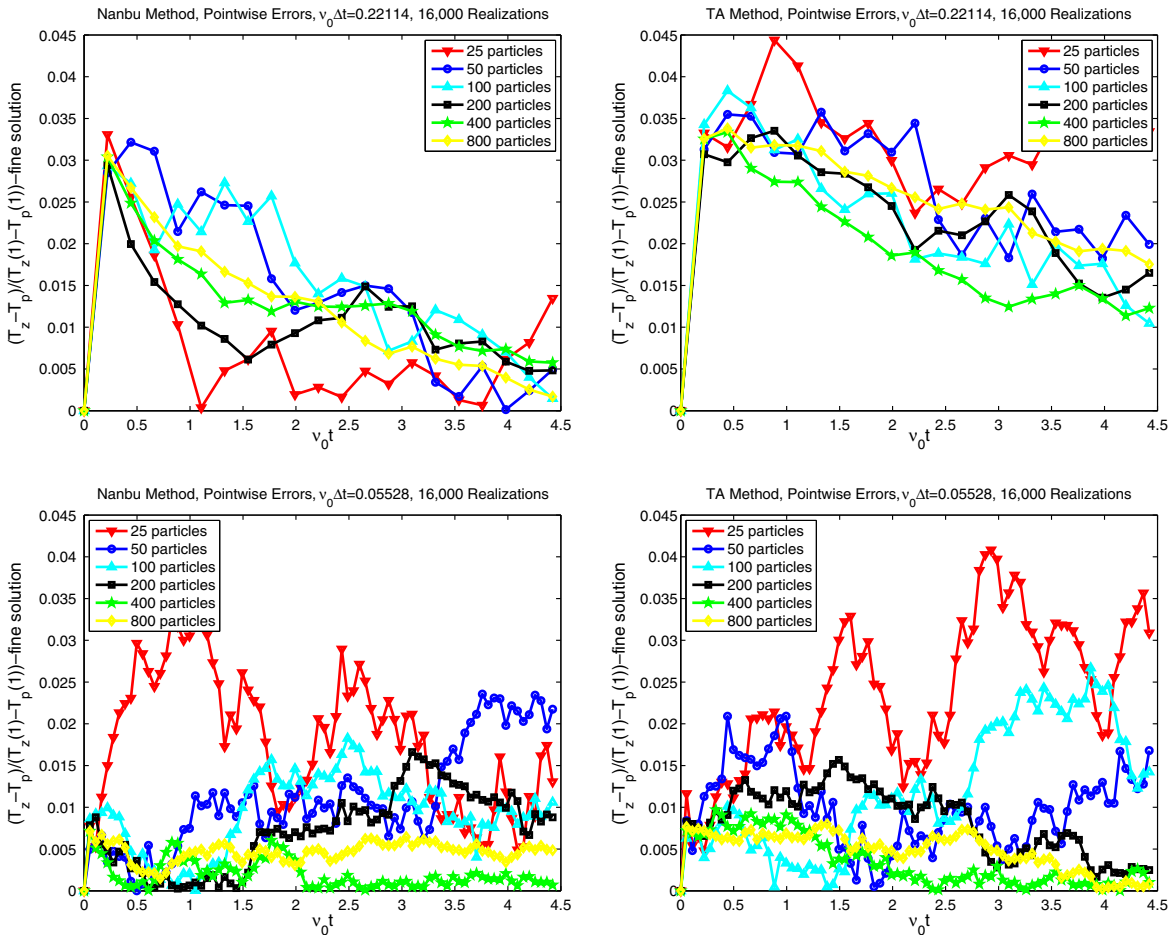 Nanbu Method, Pointwise Errors, ν₀Δt=0.22114, 16,000 Realizations
(T_z−T_p)/(T_z(1)−T_p(1))−fine solution
0.045
0.04
0.035
0.03
0.025
0.02
0.015
0.01
0.005
0
25 particles
50 particles
100 particles
200 particles
400 particles
800 particles
0 0.5 1 1.5 2 2.5 3 3.5 4 4.5
ν₀t
TA Method, Pointwise Errors, ν₀Δt=0.22114, 16,000 Realizations
(T_z−T_p)/(T_z(1)−T_p(1))−fine solution
0.045
0.04
0.035
0.03
0.025
0.02
0.015
0.01
0.005
0
25 particles
50 particles
100 particles
200 particles
400 particles
800 particles
0 0.5 1 1.5 2 2.5 3 3.5 4 4.5
ν₀t
Nanbu Method, Pointwise Errors, ν₀Δt=0.05528, 16,000 Realizations
(T_z−T_p)/(T_z(1)−T_p(1))−fine solution
0.045
0.04
0.035
0.03
0.025
0.02
0.015
0.01
0.005
0
25 particles
50 particles
100 particles
200 particles
400 particles
800 particles
0 0.5 1 1.5 2 2.5 3 3.5 4 4.5
ν₀t
TA Method, Pointwise Errors, ν₀Δt=0.05528, 16,000 Realizations
(T_z−T_p)/(T_z(1)−T_p(1))−fine solution
0.045
0.04
0.035
0.03
0.025
0.02
0.015
0.01
0.005
0
25 particles
50 particles
100 particles
200 particles
400 particles
800 particles
0 0.5 1 1.5 2 2.5 3 3.5 4 4.5
ν₀t